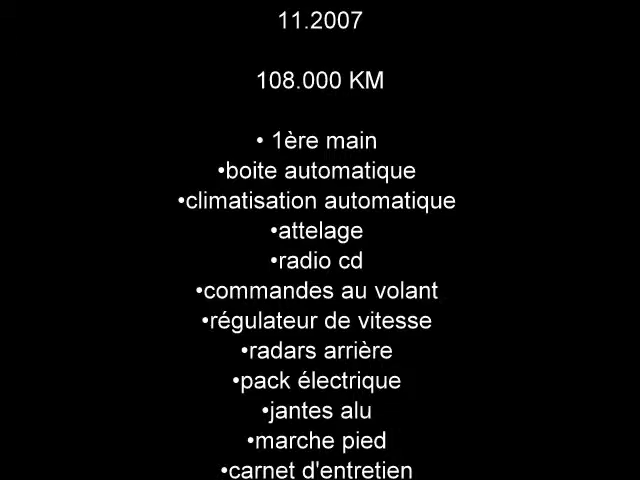 11.2007
108.000 KM
• 1ère main
•boite automatique
•climatisation automatique
•attelage
•radio cd
•commandes au volant
•régulateur de vitesse
•radars arrière
•pack électrique
•jantes alu
•marche pied
•carnet d'entretien